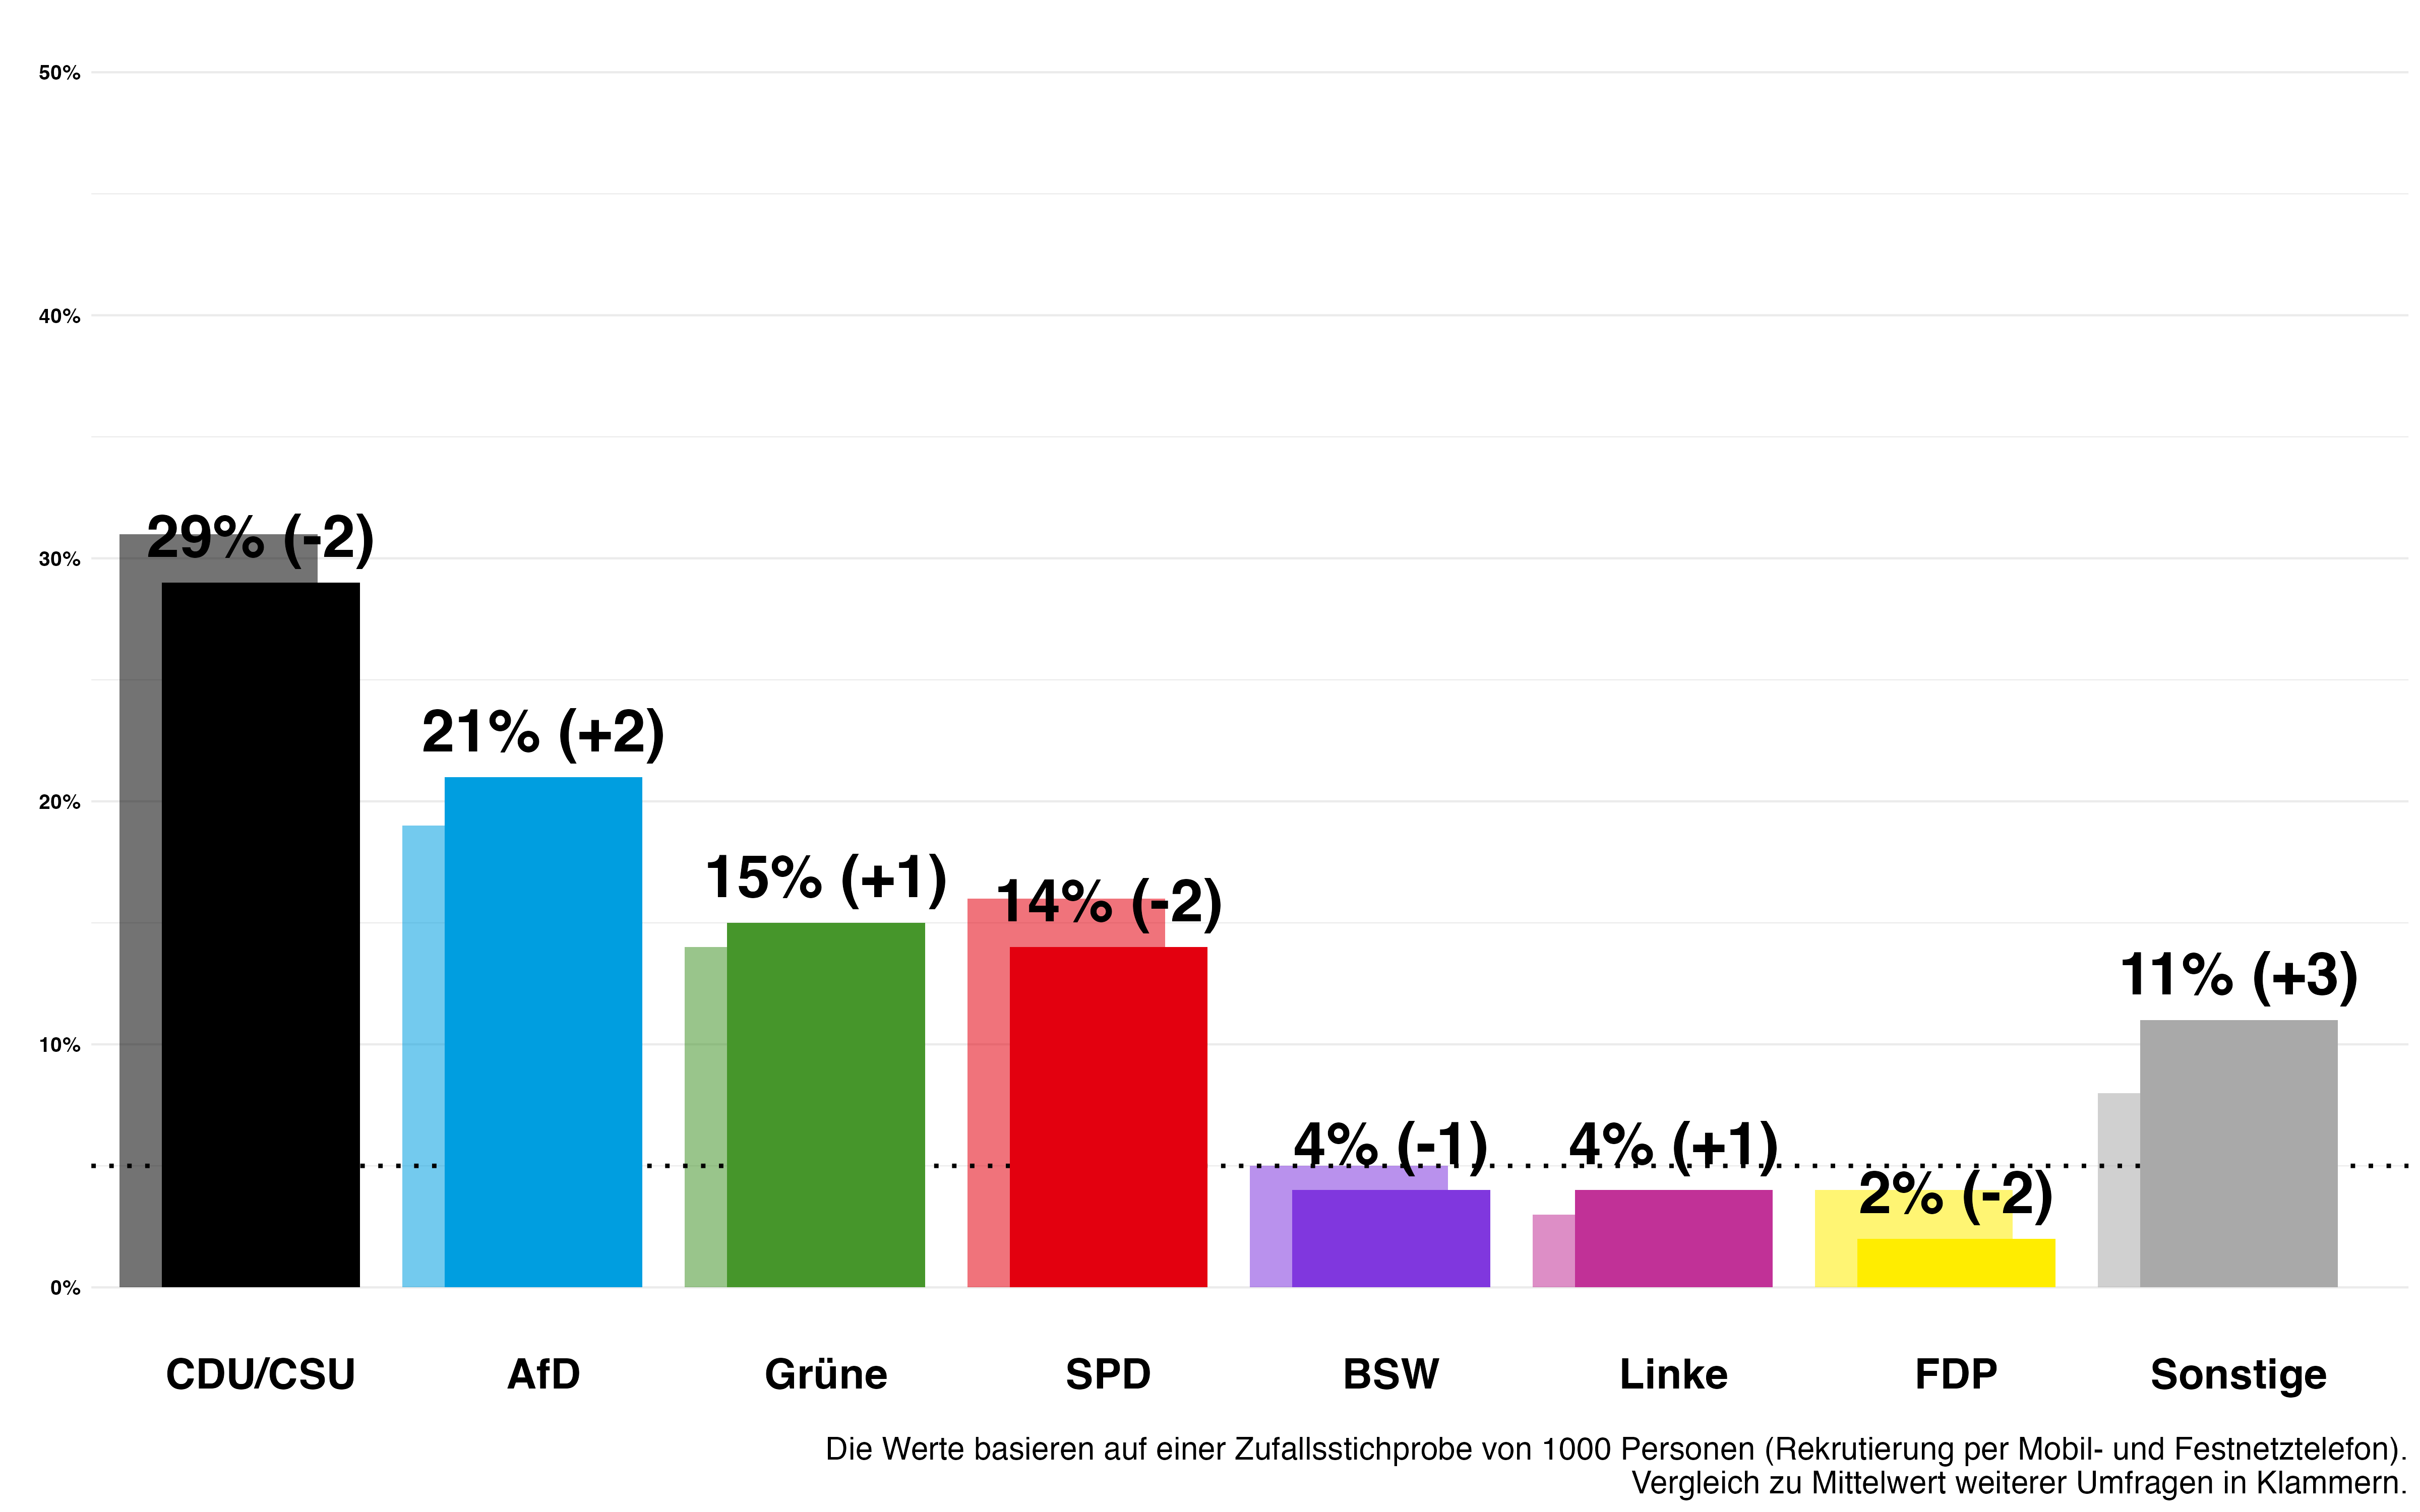 50%
40%
30%
20%
10%
0%
29% (-2)
21% (+2)
15% (+1)
14% (-2)
4% (-1)
4% (+1)
2% (-2)
11% (+3)
CDU/CSU
AfD
Grüne
SPD
BSW
Linke
FDP
Sonstige
Die Werte basieren auf einer Zufallsstichprobe von 1000 Personen (Rekrutierung per Mobil- und Festnetztelefon).
Vergleich zu Mittelwert weiterer Umfragen in Klammern.